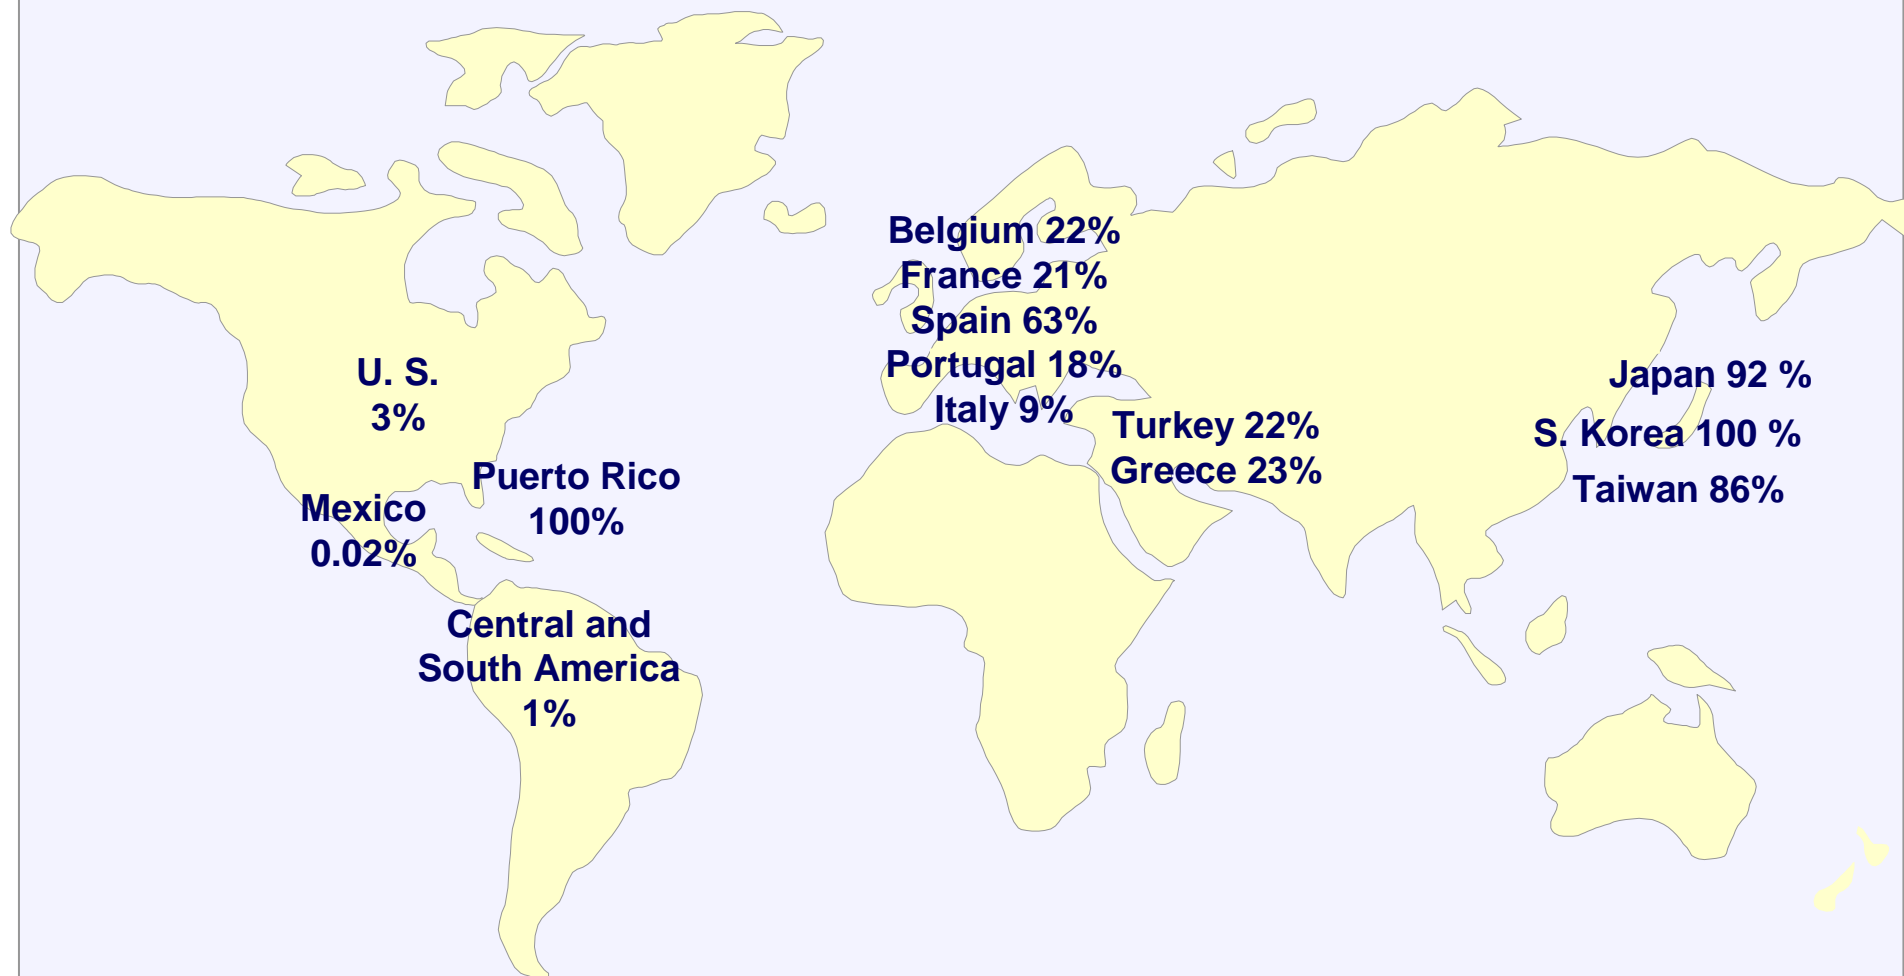 U. S.
3%
Puerto Rico
100%
Mexico
0.02%
Central and
South America
1%
Belgium 22%
France 21%
Spain 63%
Portugal 18%
Italy 9%
Turkey 22%
Greece 23%
Japan 92 %
S. Korea 100 %
Taiwan 86%